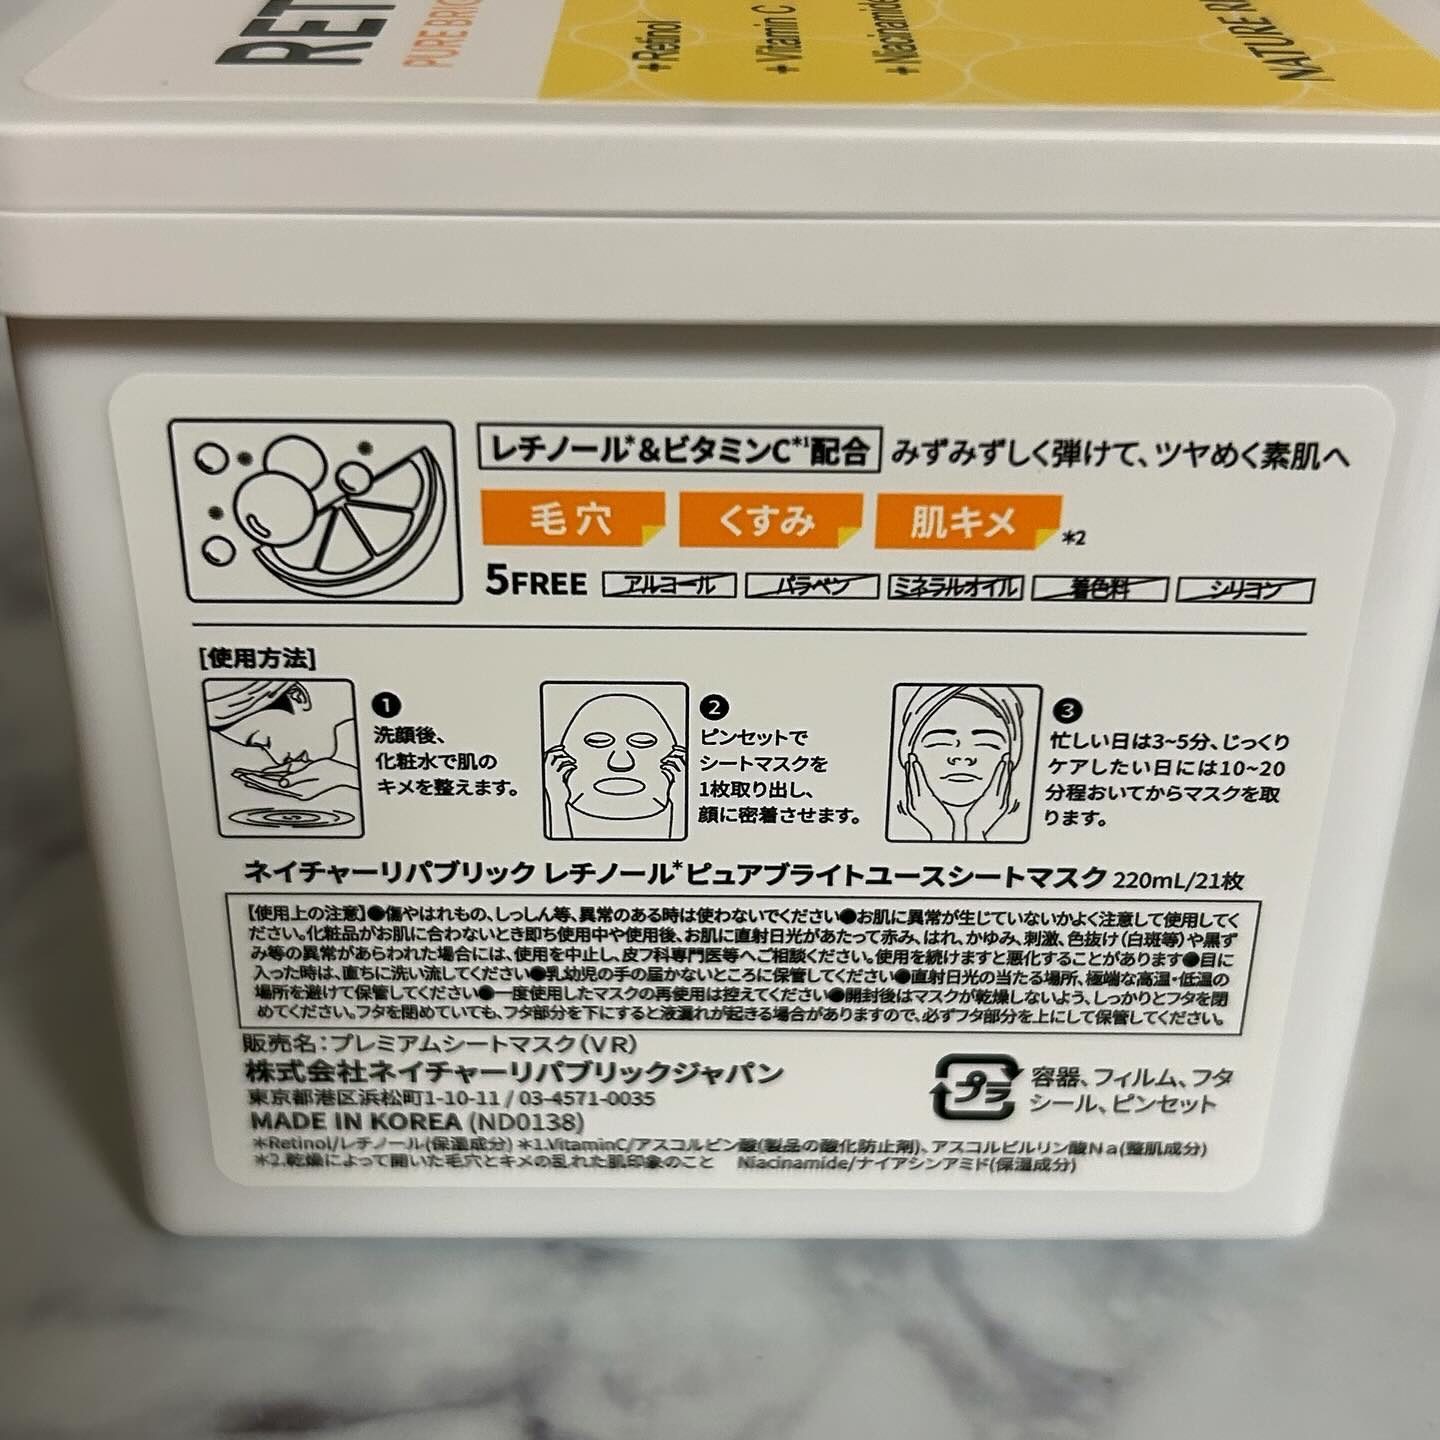 RET
PURE BRIG
+Retinol
+Vitamin C
+Niacinamide
NATURE R
レチノール*&ビタミンC*1配合 みずみずしく弾けて、ツヤめく素肌へ
毛穴 くすみ 肌キメ *2
5FREE アルコール パラベン ミネラルオイル 着色料 シリコン
[使用方法]
1
洗顔後、
化粧水で肌の
キメを整えます。
2
ピンセットで
シートマスクを
1枚取り出し、
顔に密着させます。
3
忙しい日は3~5分、じっくり
ケアしたい日には10~20
分程おいてからマスクを取
ります。
ネイチャーリパブリック レチノール*ピュアブライトユースシートマスク 220mL/21枚
【使用上の注意】●傷やはれもの、しっしん等、異常のある時は使わないでください●お肌に異常が生じていないかよく注意して使用してく
ださい。化粧品がお肌に合わないとき即ち使用中や使用後、お肌に直射日光があたって赤み、はれ、かゆみ、刺激、色抜け(白斑等)や黒ず
み等の異常があらわれた場合には、使用を中止し、皮フ科専門医等へご相談ください。使用を続けますと悪化することがあります●目に
入った時は、直ちに洗い流してください●乳幼児の手の届かないところに保管してください●直射日光の当たる場所、極端な高温・低温の
場所を避けて保管してください●一度使用したマスクの再使用は控えてください●開封後はマスクが乾燥しないよう、しっかりとフタを閉
めてください。フタを閉めていても、フタ部分を下にすると液漏れが起きる場合がありますので、必ずフタ部分を上にして保管してください。
販売名:プレミアムシートマスク(VR)
株式会社ネイチャーリパブリックジャパン
東京都港区浜松町1-10-11 / 03-4571-0035
MADE IN KOREA (ND0138)
プラ
容器、フィルム、フタ
シール、ピンセット
*Retinol/レチノール(保湿成分) *1.VitaminC/アスコルビン酸(製品の酸化防止剤)、アスコルビルリン酸Na(整肌成分)
*2.乾燥によって開いた毛穴とキメの乱れた肌印象のこと Niacinamide/ナイアシンアミド(保湿成分)